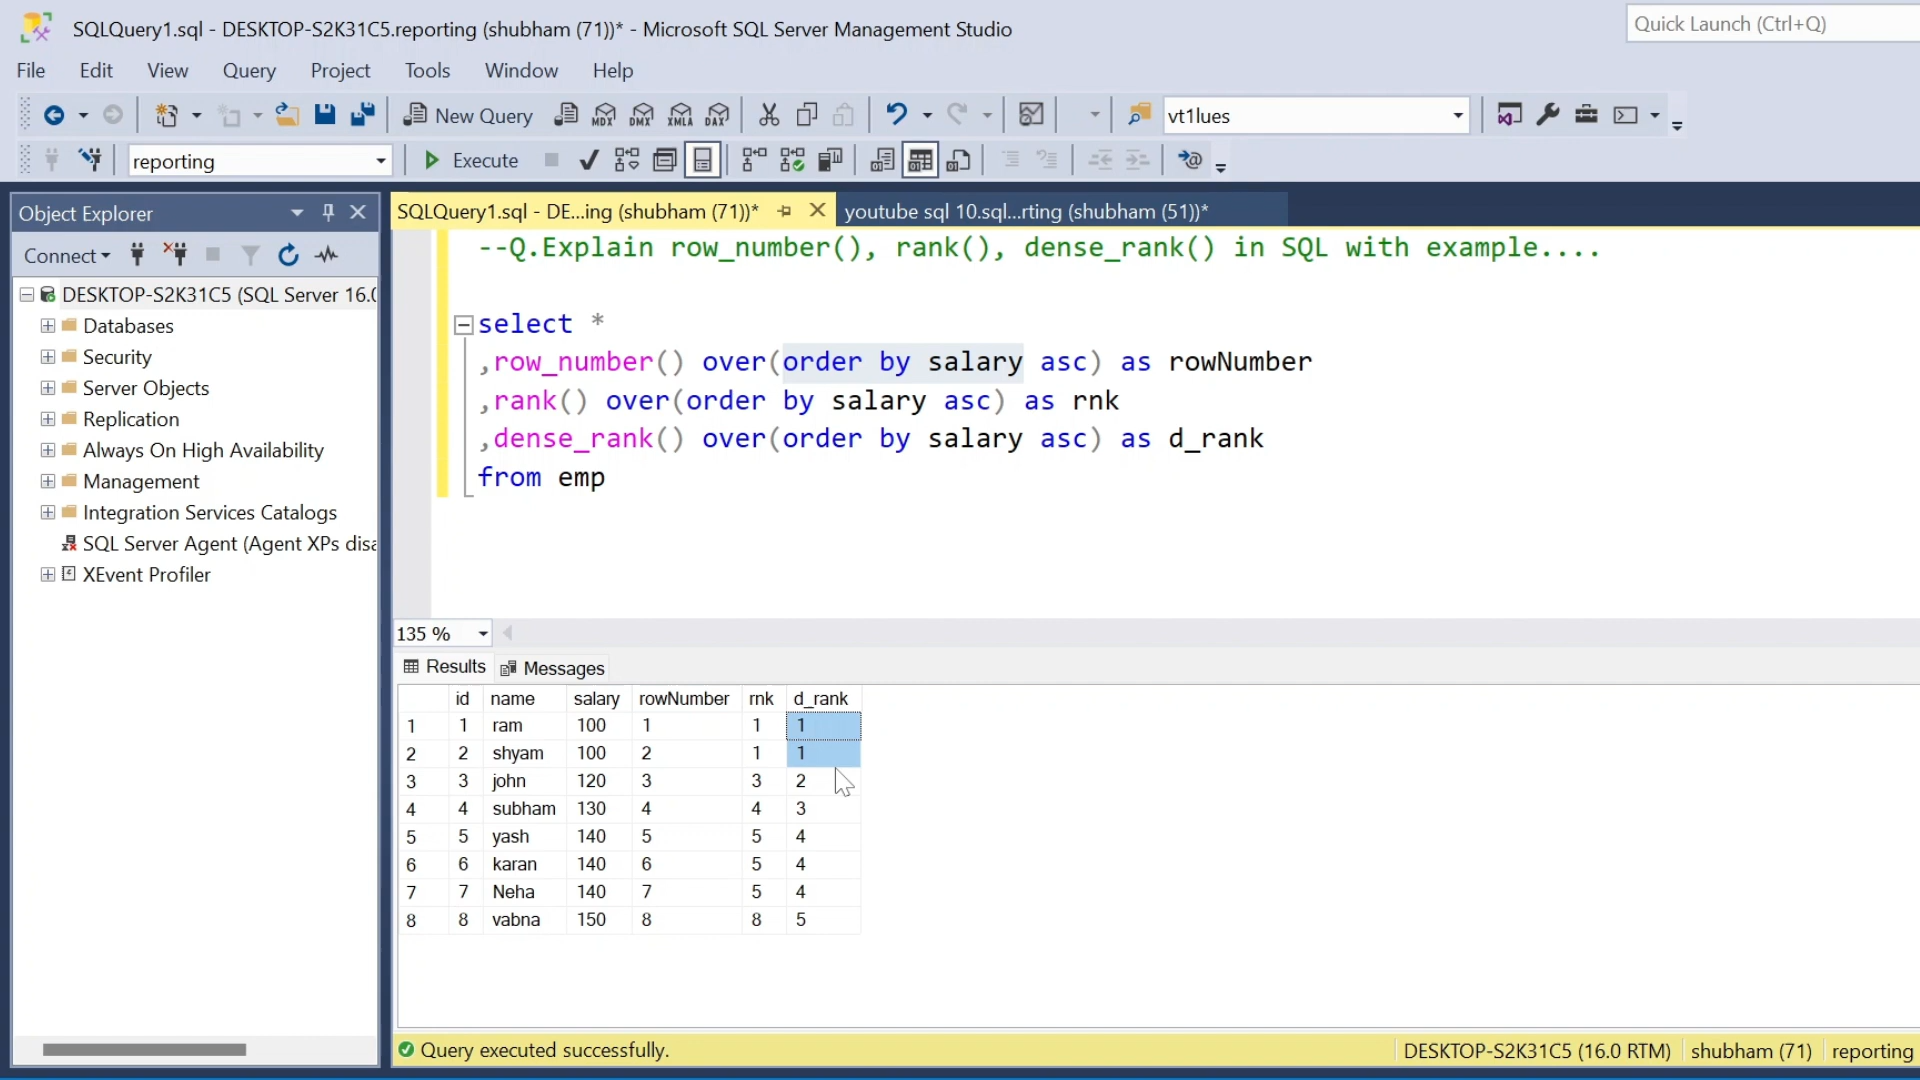 SQLQuery1.sql - DESKTOP-S2K31C5.reporting (shubham (71))* - Microsoft SQL Server Management Studio
Quick Launch (Ctrl+Q)
File Edit View Query Project Tools Window Help
New Query MDX DMX XMLA DAX vt1lues
reporting Execute
Object Explorer
SQLQuery1.sql - DE...ing (shubham (71))* youtube sql 10.sql...rting (shubham (51))*
Connect
DESKTOP-S2K31C5 (SQL Server 16.0
Databases
Security
Server Objects
Replication
Always On High Availability
Management
Integration Services Catalogs
SQL Server Agent (Agent XPs disa
XEvent Profiler
--Q.Explain row_number(), rank(), dense_rank() in SQL with example....
select *
,row_number() over(order by salary asc) as rowNumber
,rank() over(order by salary asc) as rnk
,dense_rank() over(order by salary asc) as d_rank
from emp
135 %
Results Messages
id name salary rowNumber rnk d_rank
1 1 ram 100 1 1 1
2 2 shyam 100 2 1 1
3 3 john 120 3 3 2
4 4 subham 130 4 4 3
5 5 yash 140 5 5 4
6 6 karan 140 6 5 4
7 7 Neha 140 7 5 4
8 8 vabna 150 8 8 5
Query executed successfully.
DESKTOP-S2K31C5 (16.0 RTM) shubham (71) reporting